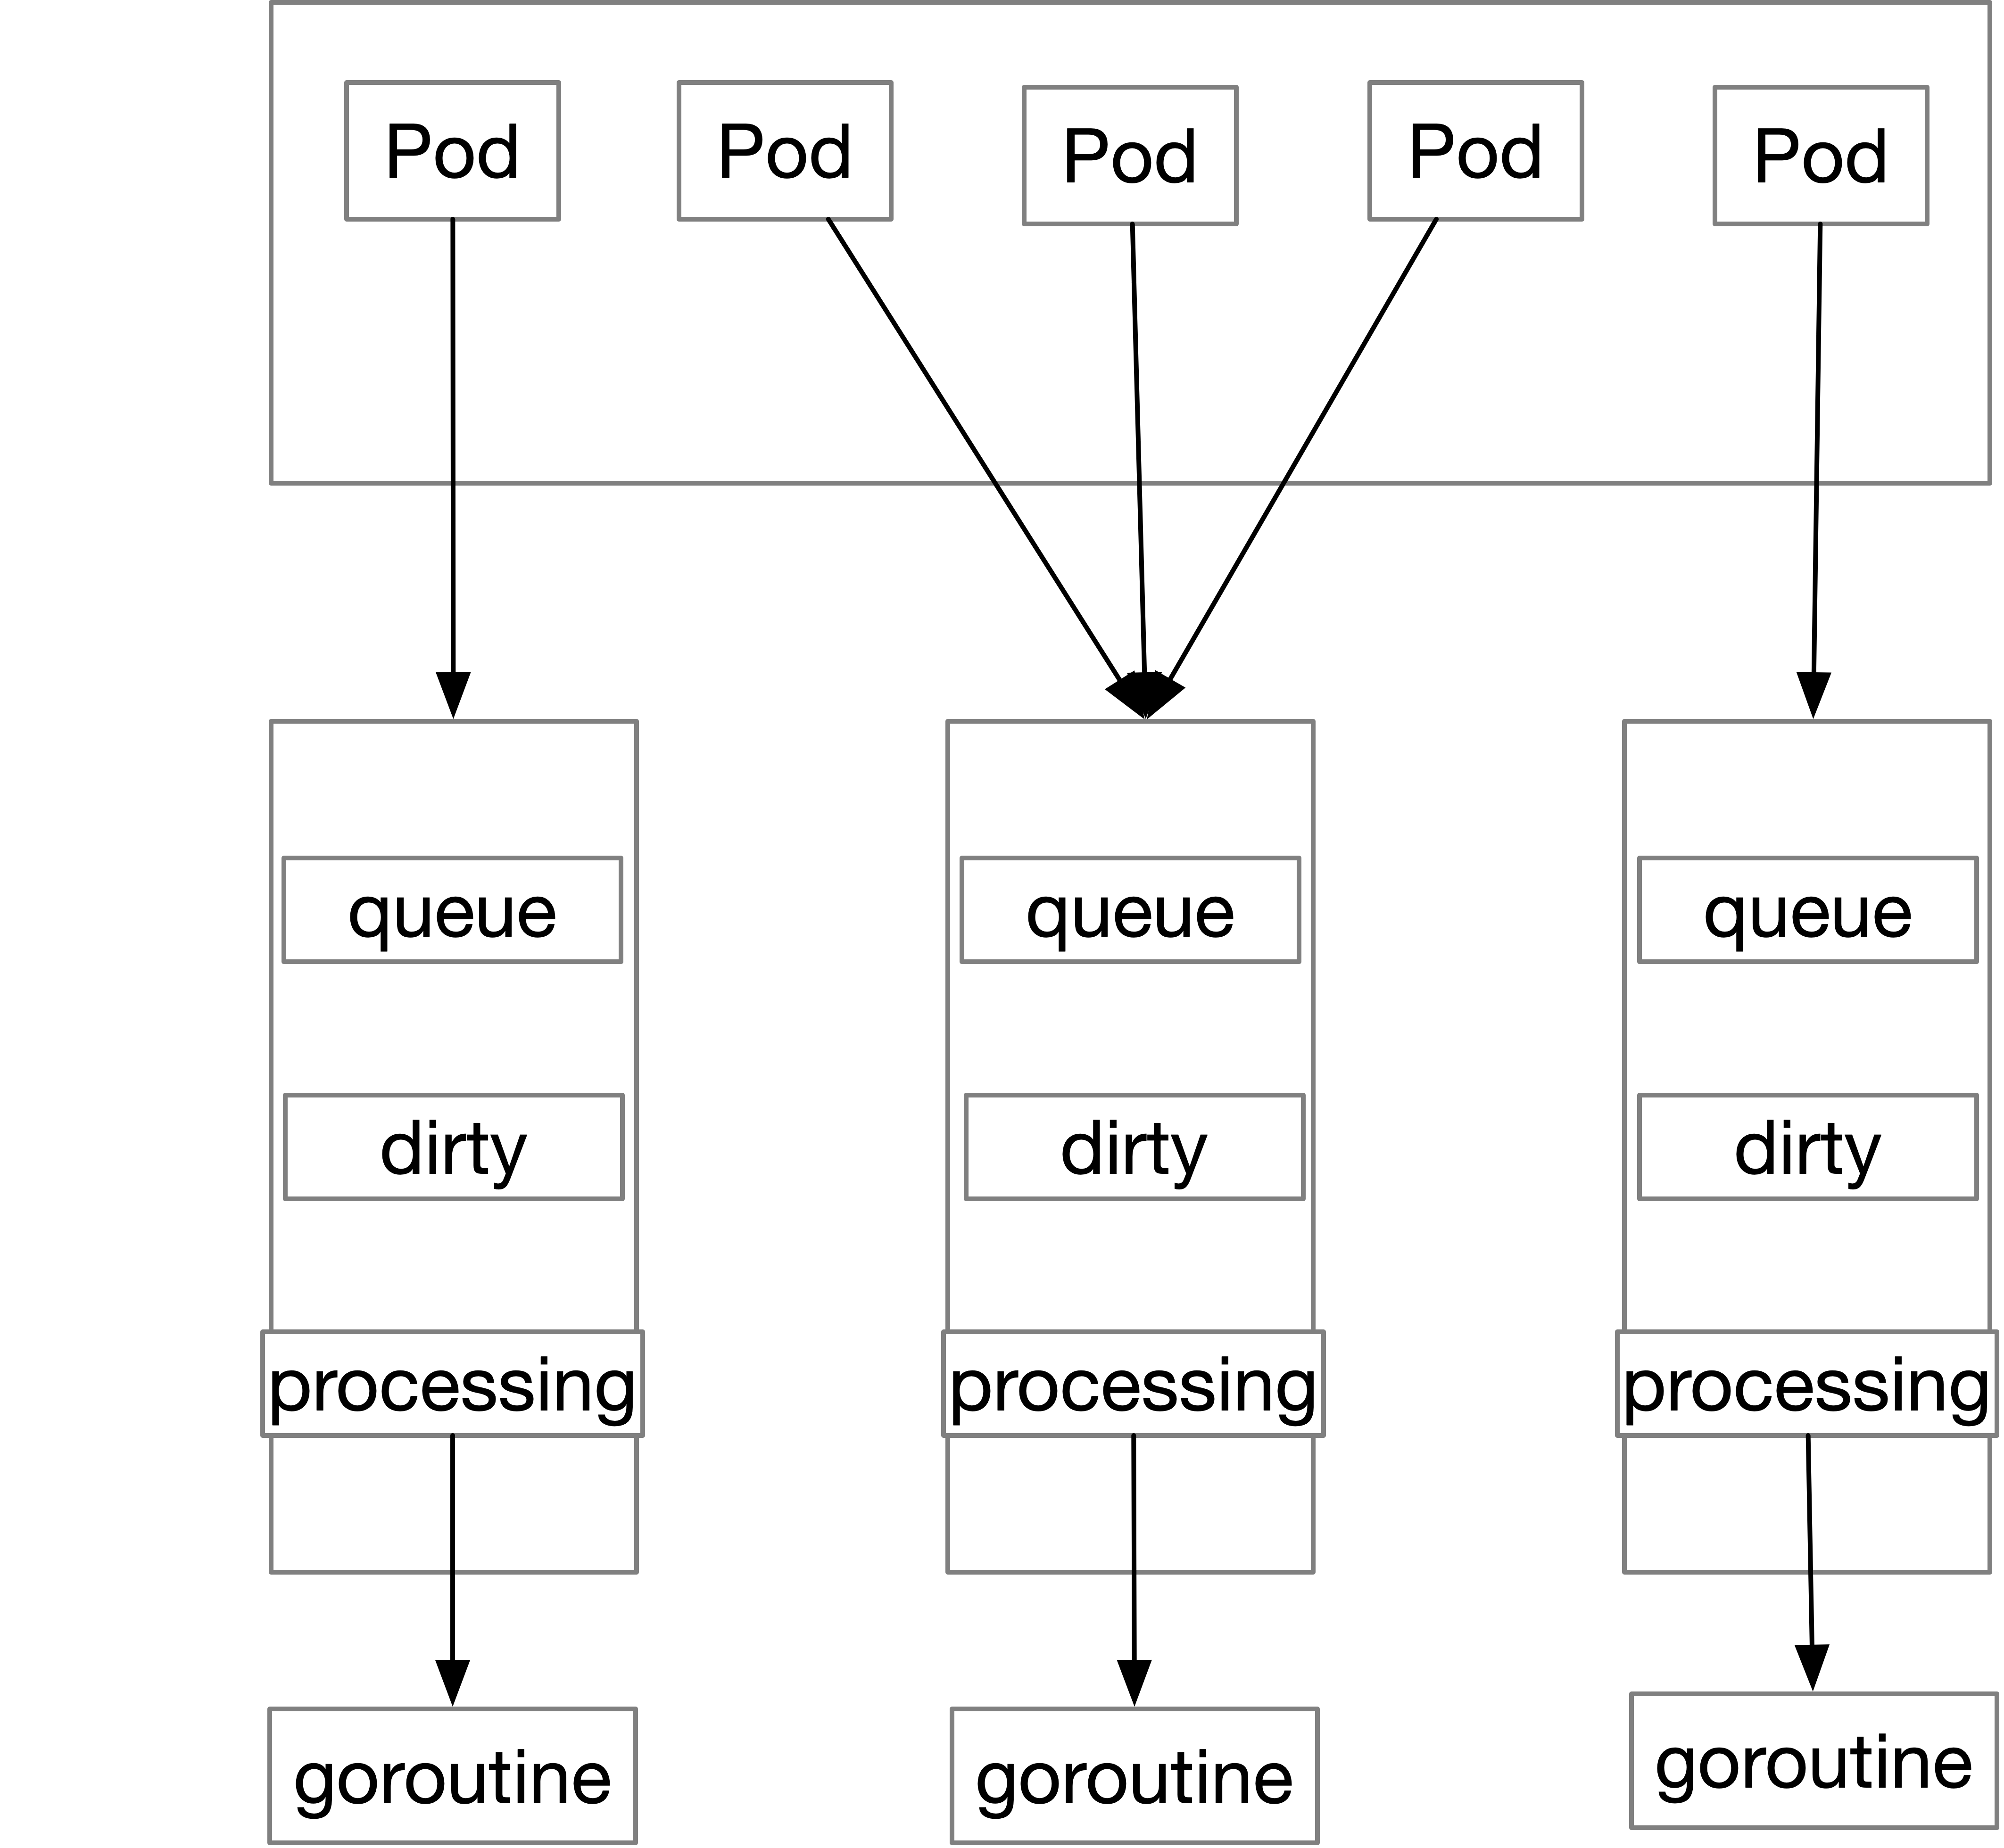 Pod
Pod
Pod
Pod
Pod
queue
queue
queue
dirty
dirty
dirty
processing
processing
processing
goroutine
goroutine
goroutine